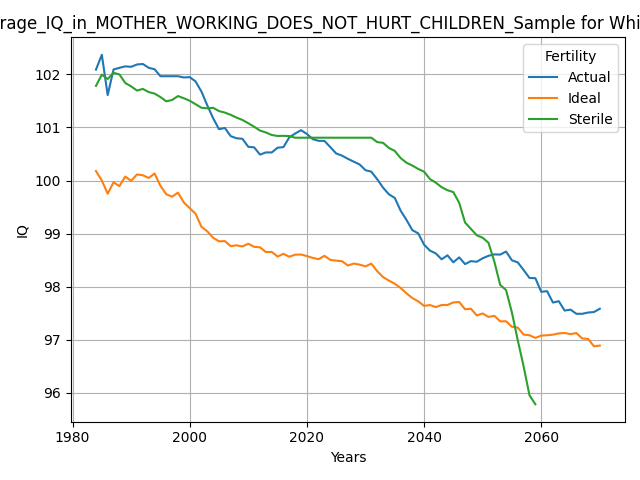 rage_IQ_in_MOTHER_WORKING_DOES_NOT_HURT_CHILDREN_Sample for Whi
Fertility
Actual
Ideal
Sterile
IQ
102
101
100
99
98
97
96
1980 2000 2020 2040 2060
Years